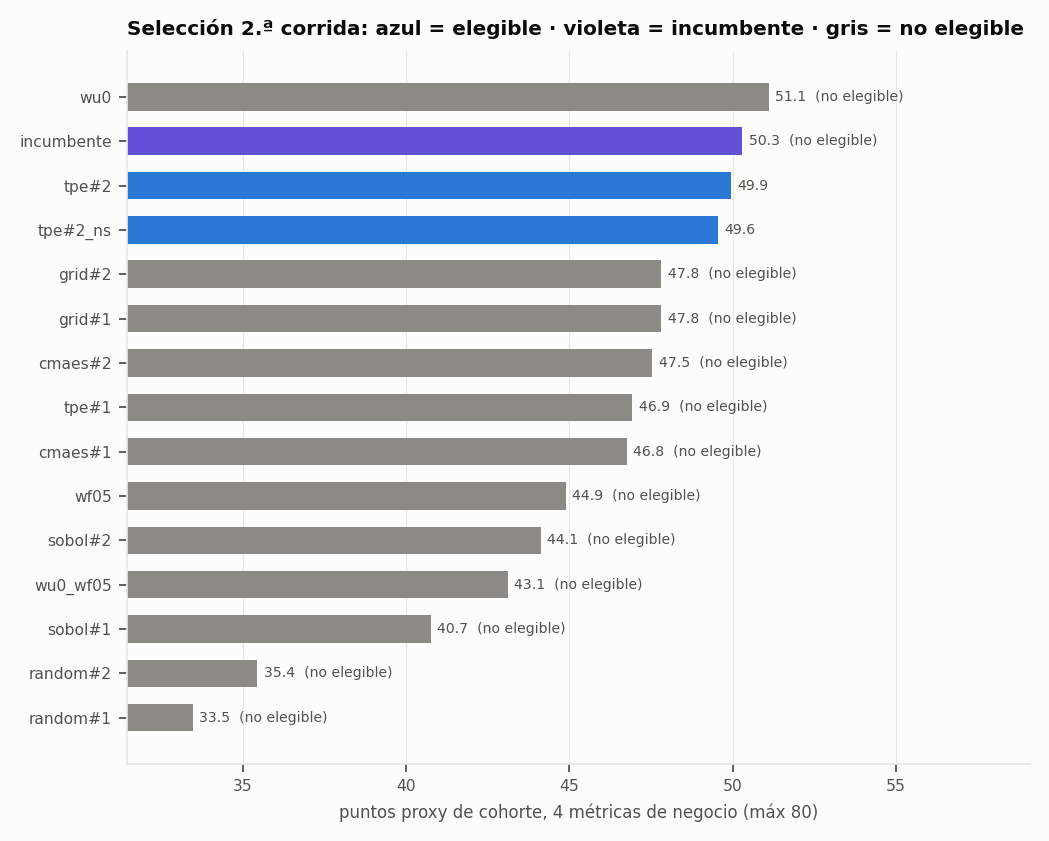 Selección 2.ª corrida: azul = elegible · violeta = incumbente · gris = no elegible
wu0 51.1 (no elegible)
incumbente 50.3 (no elegible)
tpe#2 49.9
tpe#2_ns 49.6
grid#2 47.8 (no elegible)
grid#1 47.8 (no elegible)
cmaes#2 47.5 (no elegible)
tpe#1 46.9 (no elegible)
cmaes#1 46.8 (no elegible)
wf05 44.9 (no elegible)
sobol#2 44.1 (no elegible)
wu0_wf05 43.1 (no elegible)
sobol#1 40.7 (no elegible)
random#2 35.4 (no elegible)
random#1 33.5 (no elegible)
35 40 45 50 55
puntos proxy de cohorte, 4 métricas de negocio (máx 80)